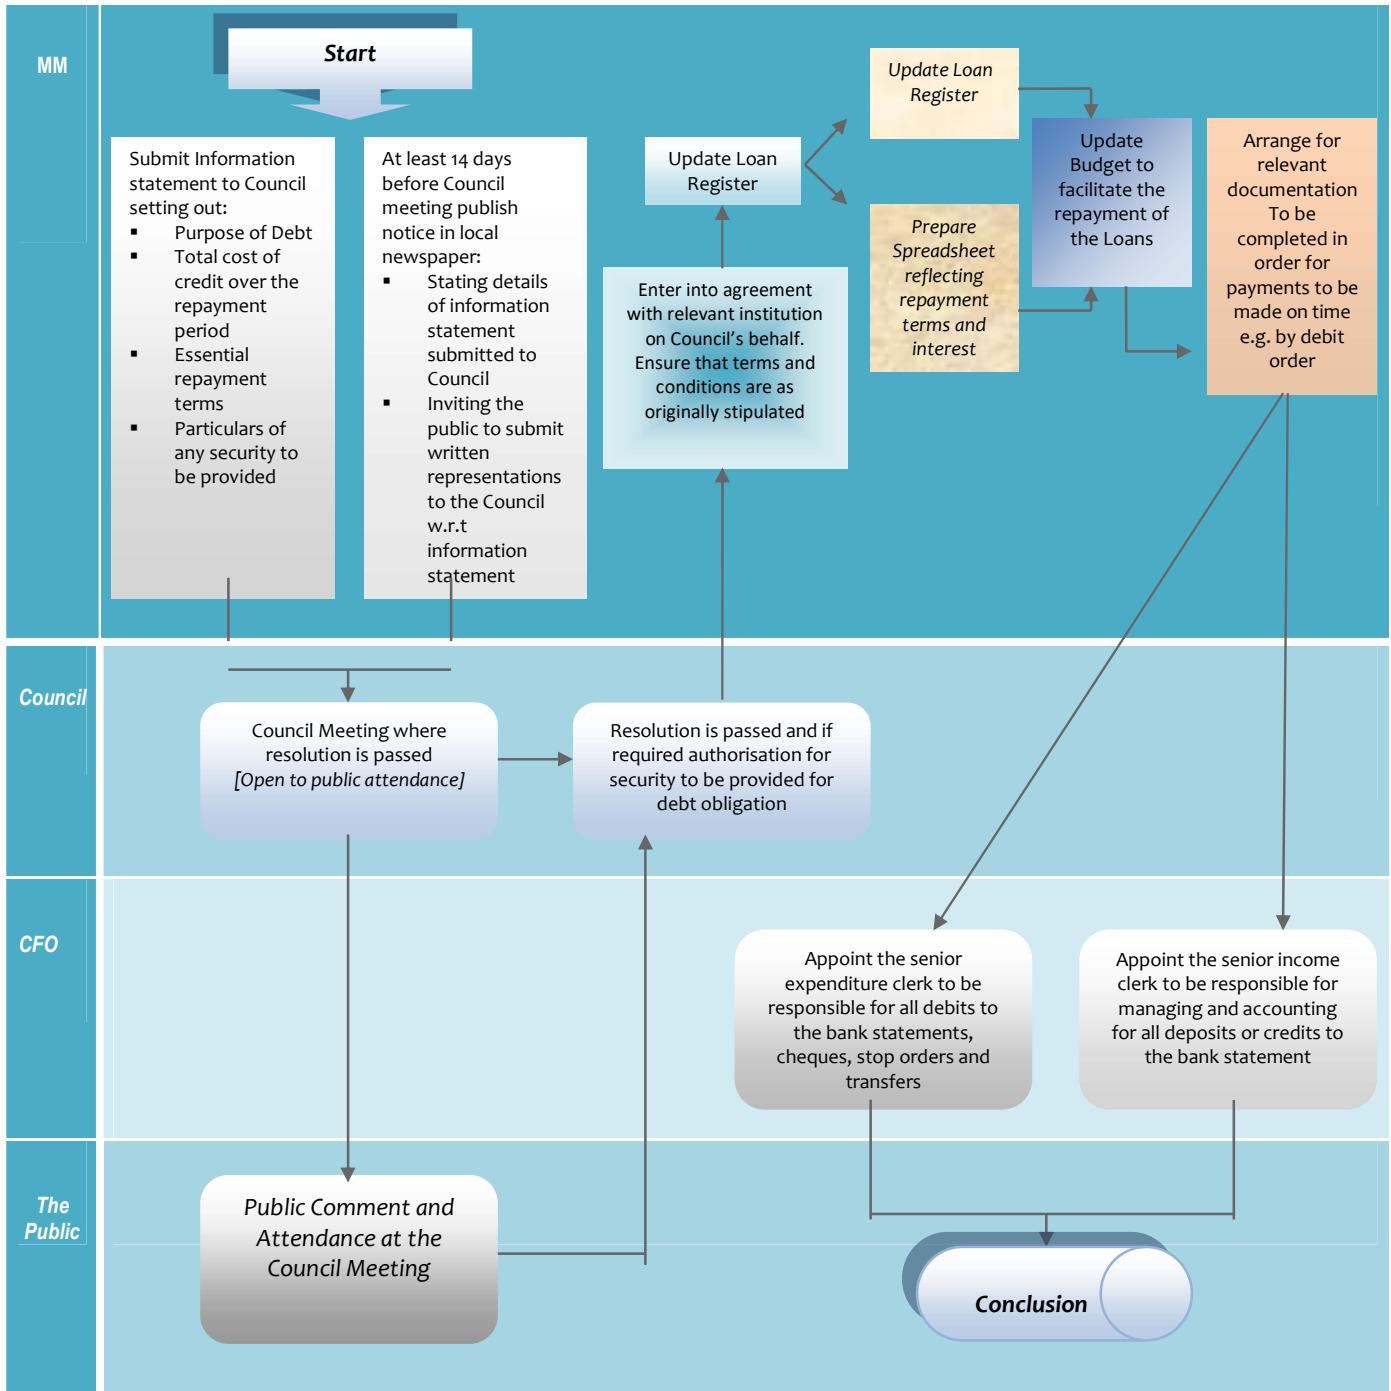 MM
Start
Submit Information
statement to Council
setting out:
▪ Purpose of Debt
▪ Total cost of
credit over the
repayment
period
▪ Essential
repayment
terms
▪ Particulars of
any security to
be provided
At least 14 days
before Council
meeting publish
notice in local
newspaper:
▪ Stating details
of information
statement
submitted to
Council
▪ Inviting the
public to submit
written
representations
to the Council
w.r.t
information
statement
Update Loan
Register
Enter into agreement
with relevant institution
on Council’s behalf.
Ensure that terms and
conditions are as
originally stipulated
Update Loan
Register
Prepare
Spreadsheet
reflecting
repayment
terms and
interest
Update
Budget to
facilitate the
repayment of
the Loans
Arrange for
relevant
documentation
To be
completed in
order for
payments to be
made on time
e.g. by debit
order
Council
Council Meeting where
resolution is passed
[Open to public attendance]
Resolution is passed and if
required authorisation for
security to be provided for
debt obligation
CFO
Appoint the senior
expenditure clerk to be
responsible for all debits to
the bank statements,
cheques, stop orders and
transfers
Appoint the senior income
clerk to be responsible for
managing and accounting
for all deposits or credits to
the bank statement
The
Public
Public Comment and
Attendance at the
Council Meeting
Conclusion